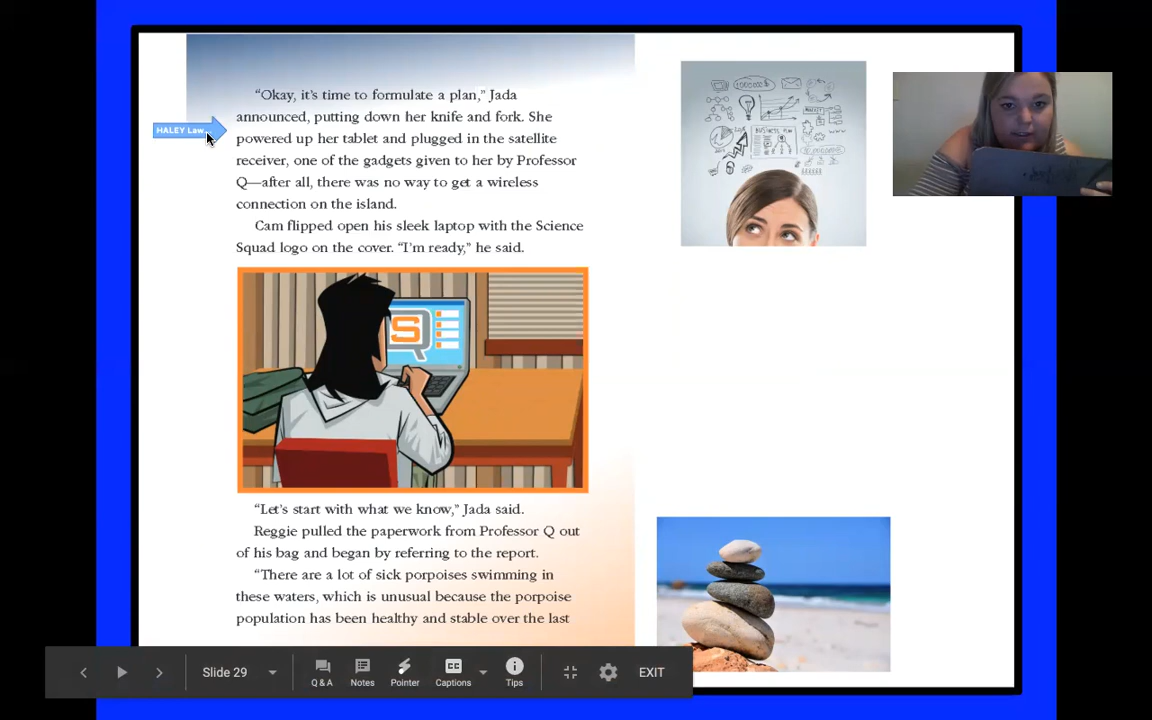 "Okay, it's time to formulate a plan," Jada
announced, putting down her knife and fork. She
powered up her tablet and plugged in the satellite
receiver, one of the gadgets given to her by Professor
Q—after all, there was no way to get a wireless
connection on the island.
Cam flipped open his sleek laptop with the Science
Squad logo on the cover. "I'm ready," he said.
HALEY Law...
SQ
"Let's start with what we know," Jada said.
Reggie pulled the paperwork from Professor Q out
of his bag and began by referring to the report.
"There are a lot of sick porpoises swimming in
these waters, which is unusual because the porpoise
population has been healthy and stable over the last
BUSINESS PLAN
Slide 29
Q & A
Notes
Pointer
CC
Captions
Tips
EXIT